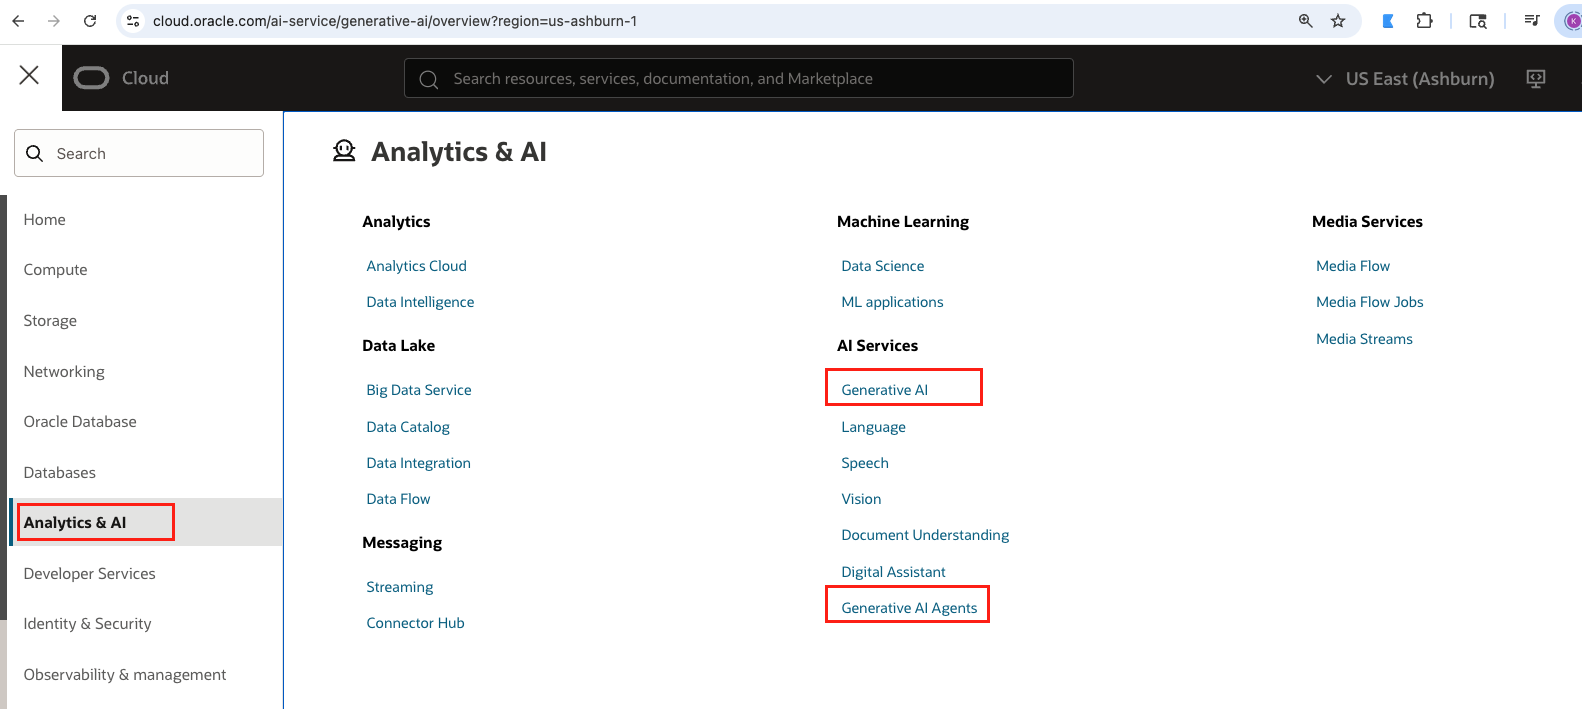 cloud.oracle.com/ai-service/generative-ai/overview?region=us-ashburn-1
K
Cloud
Search resources, services, documentation, and Marketplace
US East (Ashburn)
Search
Home
Compute
Storage
Networking
Oracle Database
Databases
Analytics & AI
Developer Services
Identity & Security
Observability & management
Analytics & AI
Analytics
Analytics Cloud
Data Intelligence
Data Lake
Big Data Service
Data Catalog
Data Integration
Data Flow
Messaging
Streaming
Connector Hub
Machine Learning
Data Science
ML applications
AI Services
Generative AI
Language
Speech
Vision
Document Understanding
Digital Assistant
Generative AI Agents
Media Services
Media Flow
Media Flow Jobs
Media Streams